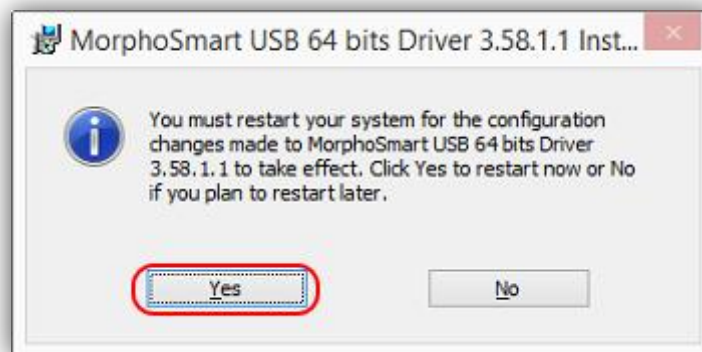 MorphoSmart USB 64 bits Driver 3.58.1.1 Inst...
You must restart your system for the configuration
changes made to MorphoSmart USB 64 bits Driver
3.58.1.1 to take effect. Click Yes to restart now or No
if you plan to restart later.
Yes No